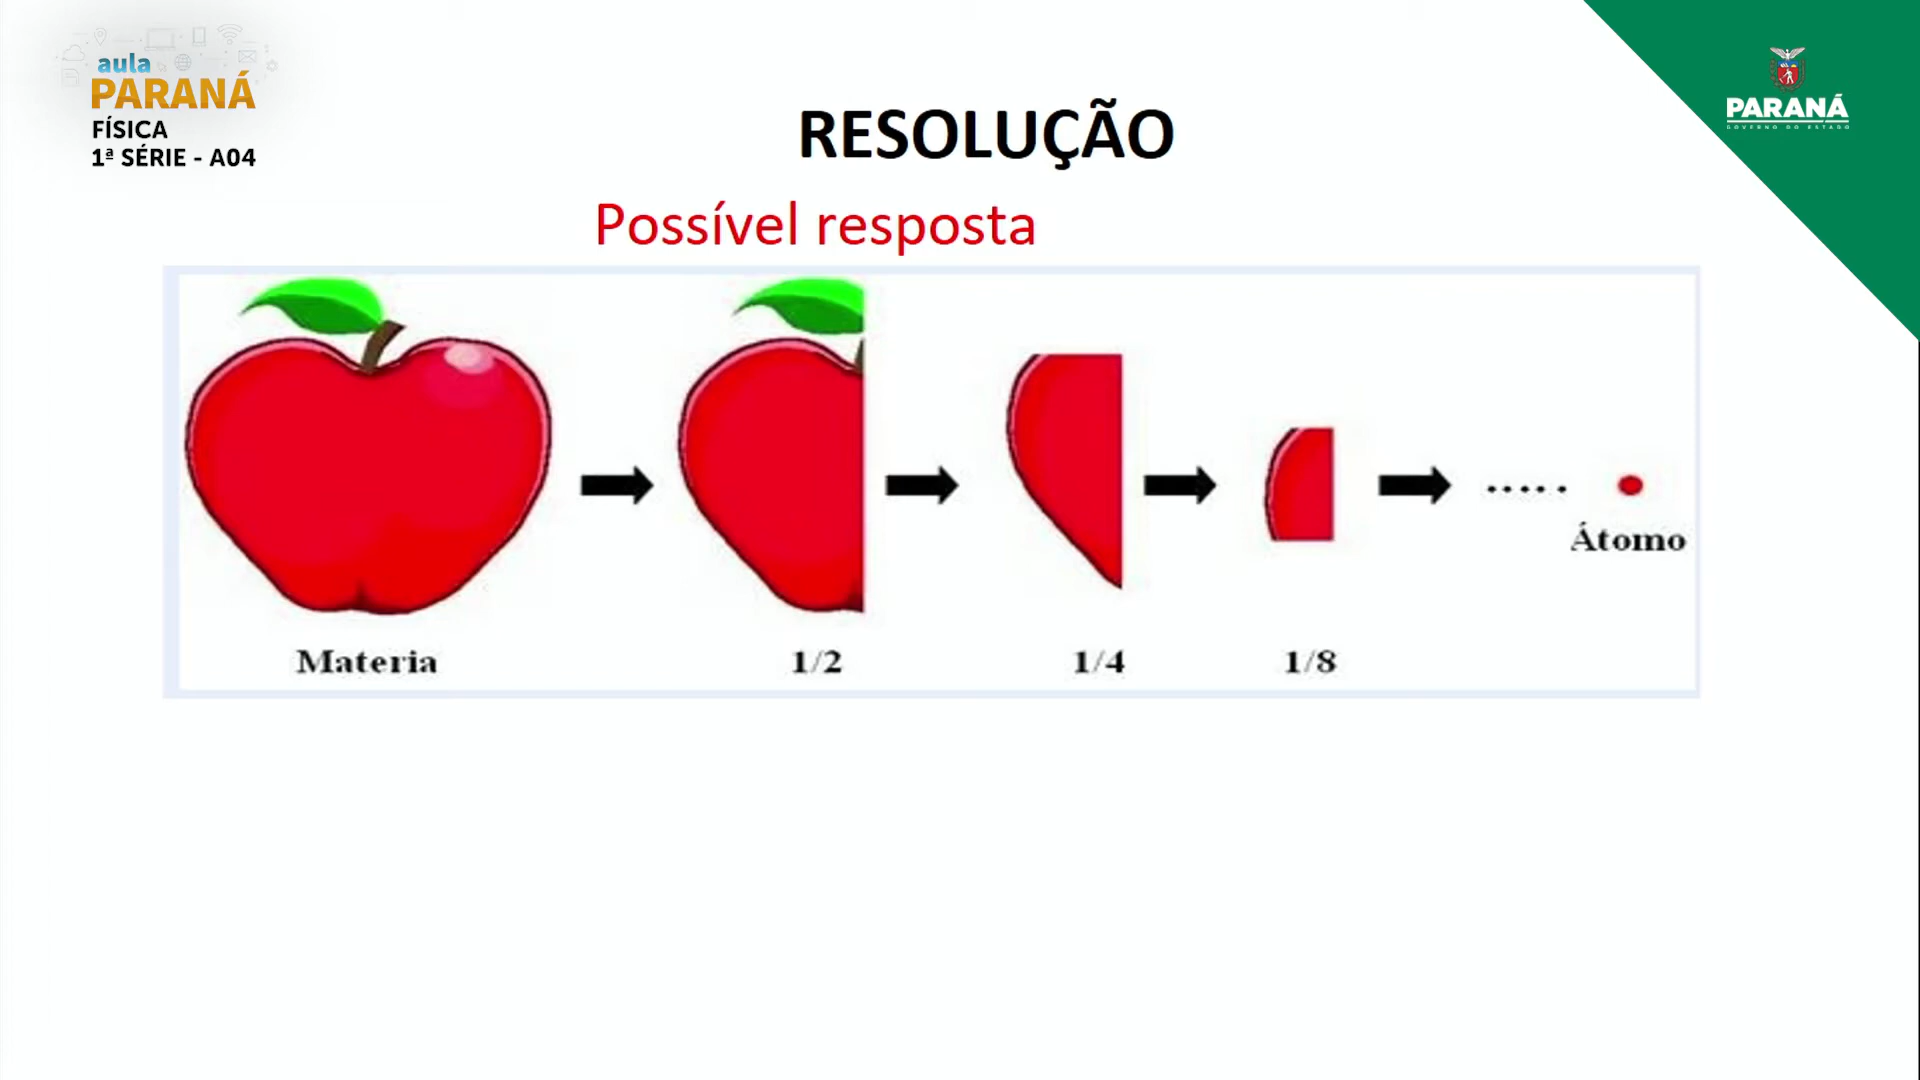 aula
PARANÁ
FÍSICA
1ª SÉRIE - A04
PARANÁ
GOVERNO DO ESTADO
RESOLUÇÃO
Possível resposta
.....
Átomo
Materia
1/2
1/4
1/8